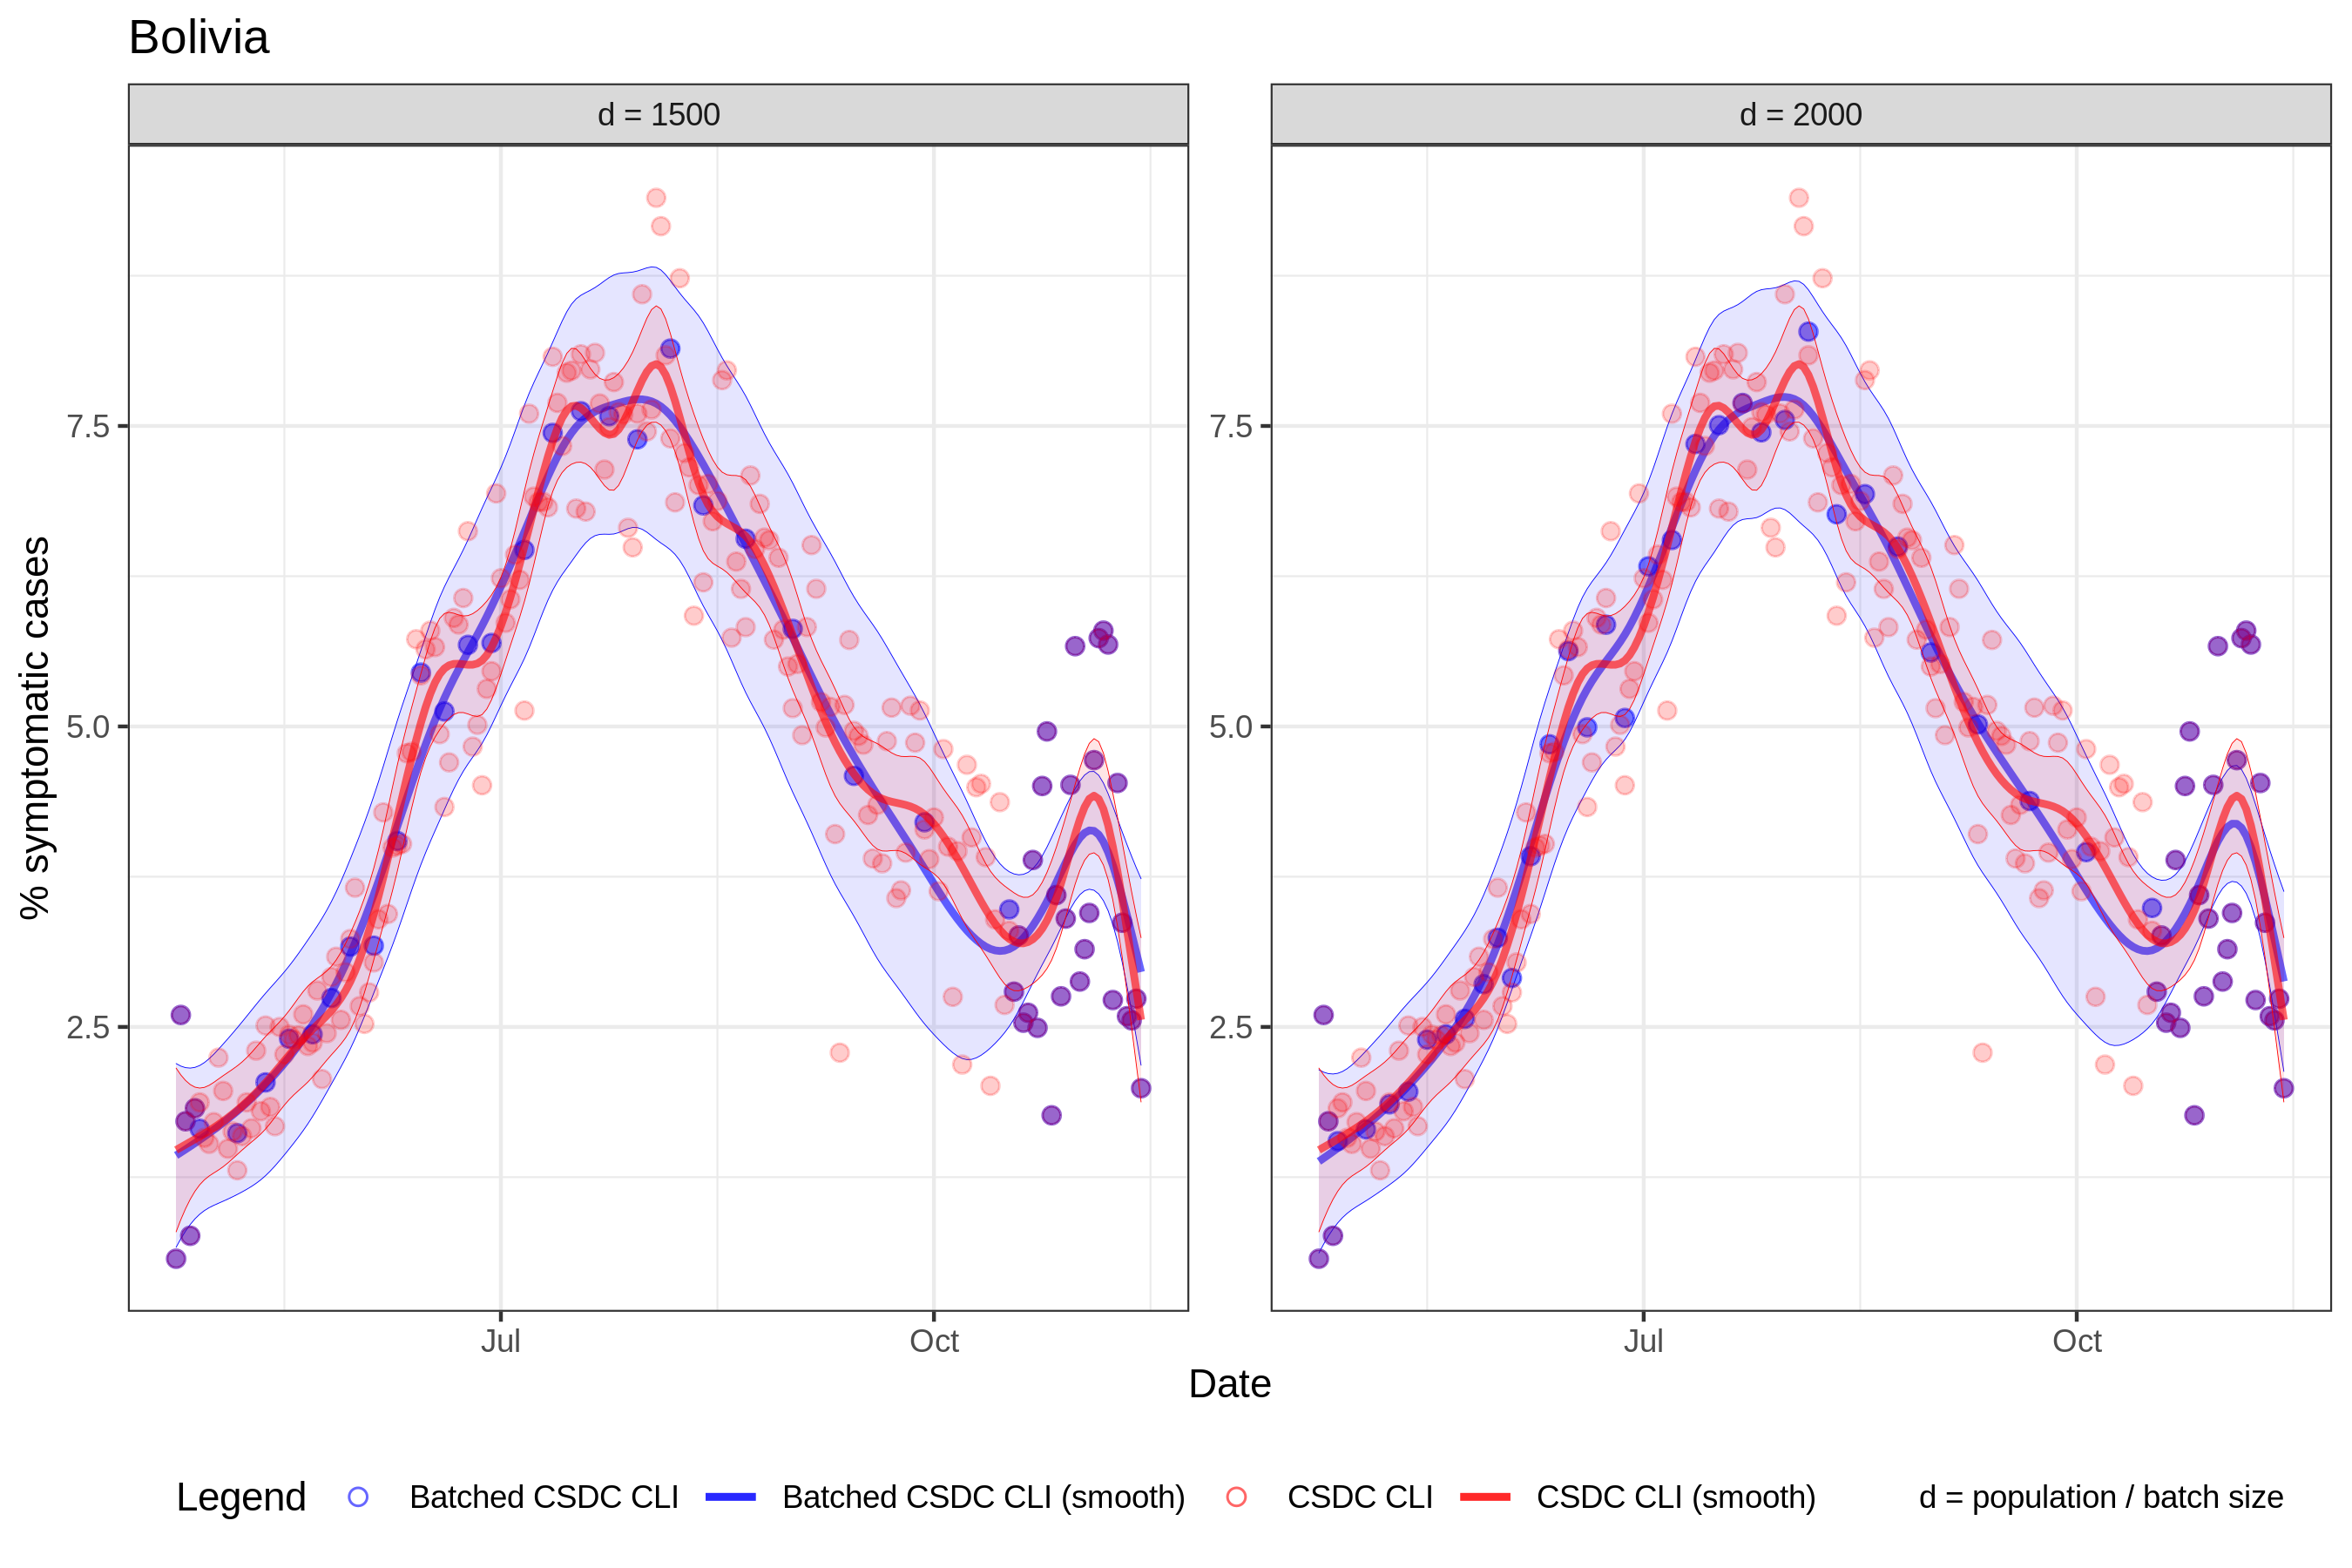 Bolivia
d = 1500
d = 2000
% symptomatic cases
7.5
5.0
2.5
7.5
5.0
2.5
Jul
Oct
Jul
Oct
Date
Legend
Batched CSDC CLI
Batched CSDC CLI (smooth)
CSDC CLI
CSDC CLI (smooth)
d = population / batch size